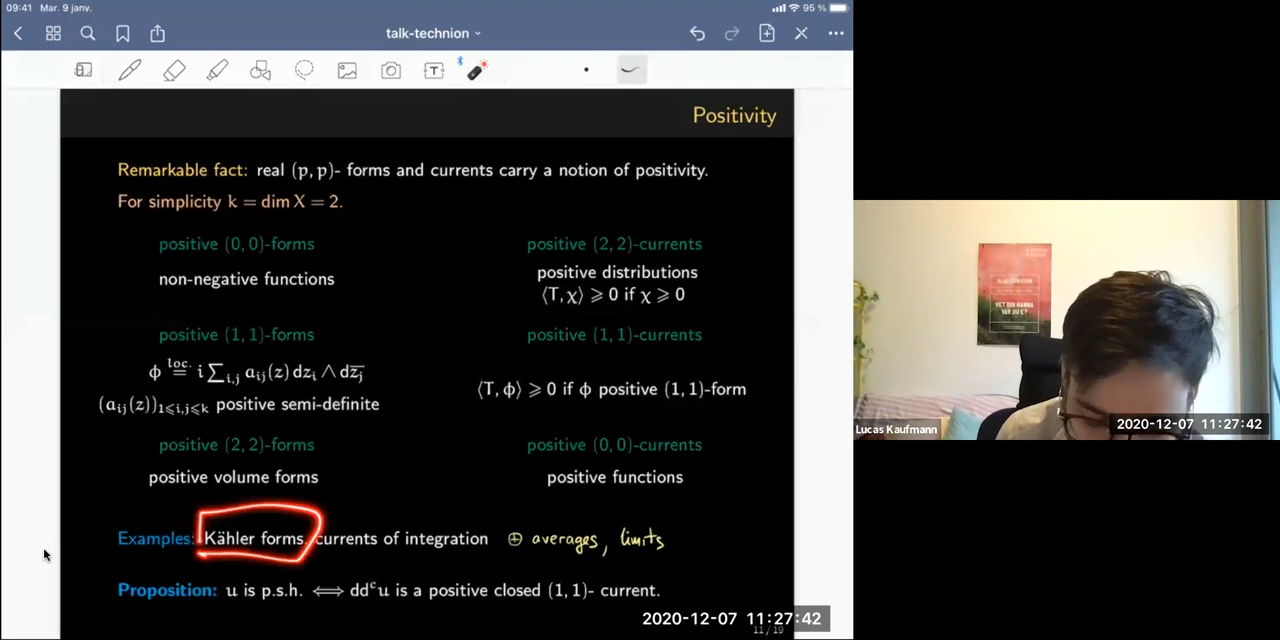 09:41 Mar. 9 janv.
95 %
talk-technion
T
Positivity
Remarkable fact: real (p, p)- forms and currents carry a notion of positivity.
For simplicity k = dim X = 2.
positive (0, 0)-forms
non-negative functions
positive (2, 2)-currents
positive distributions
⟨T, χ⟩ ⩾ 0 if χ ⩾ 0
positive (1, 1)-forms
ϕ loc. = i ∑i,j aij(z) dzi ∧ dz̄j
(aij(z))1⩽i,j⩽k positive semi-definite
positive (1, 1)-currents
⟨T, ϕ⟩ ⩾ 0 if ϕ positive (1, 1)-form
positive (2, 2)-forms
positive volume forms
positive (0, 0)-currents
positive functions
Examples: Kähler forms, currents of integration ⊕ averages, limits
Proposition: u is p.s.h. ⟺ ddᶜu is a positive closed (1, 1)- current.
2020-12-07 11:27:42
11 / 19
2020-12-07 11:27:42
Lucas Kaufmann